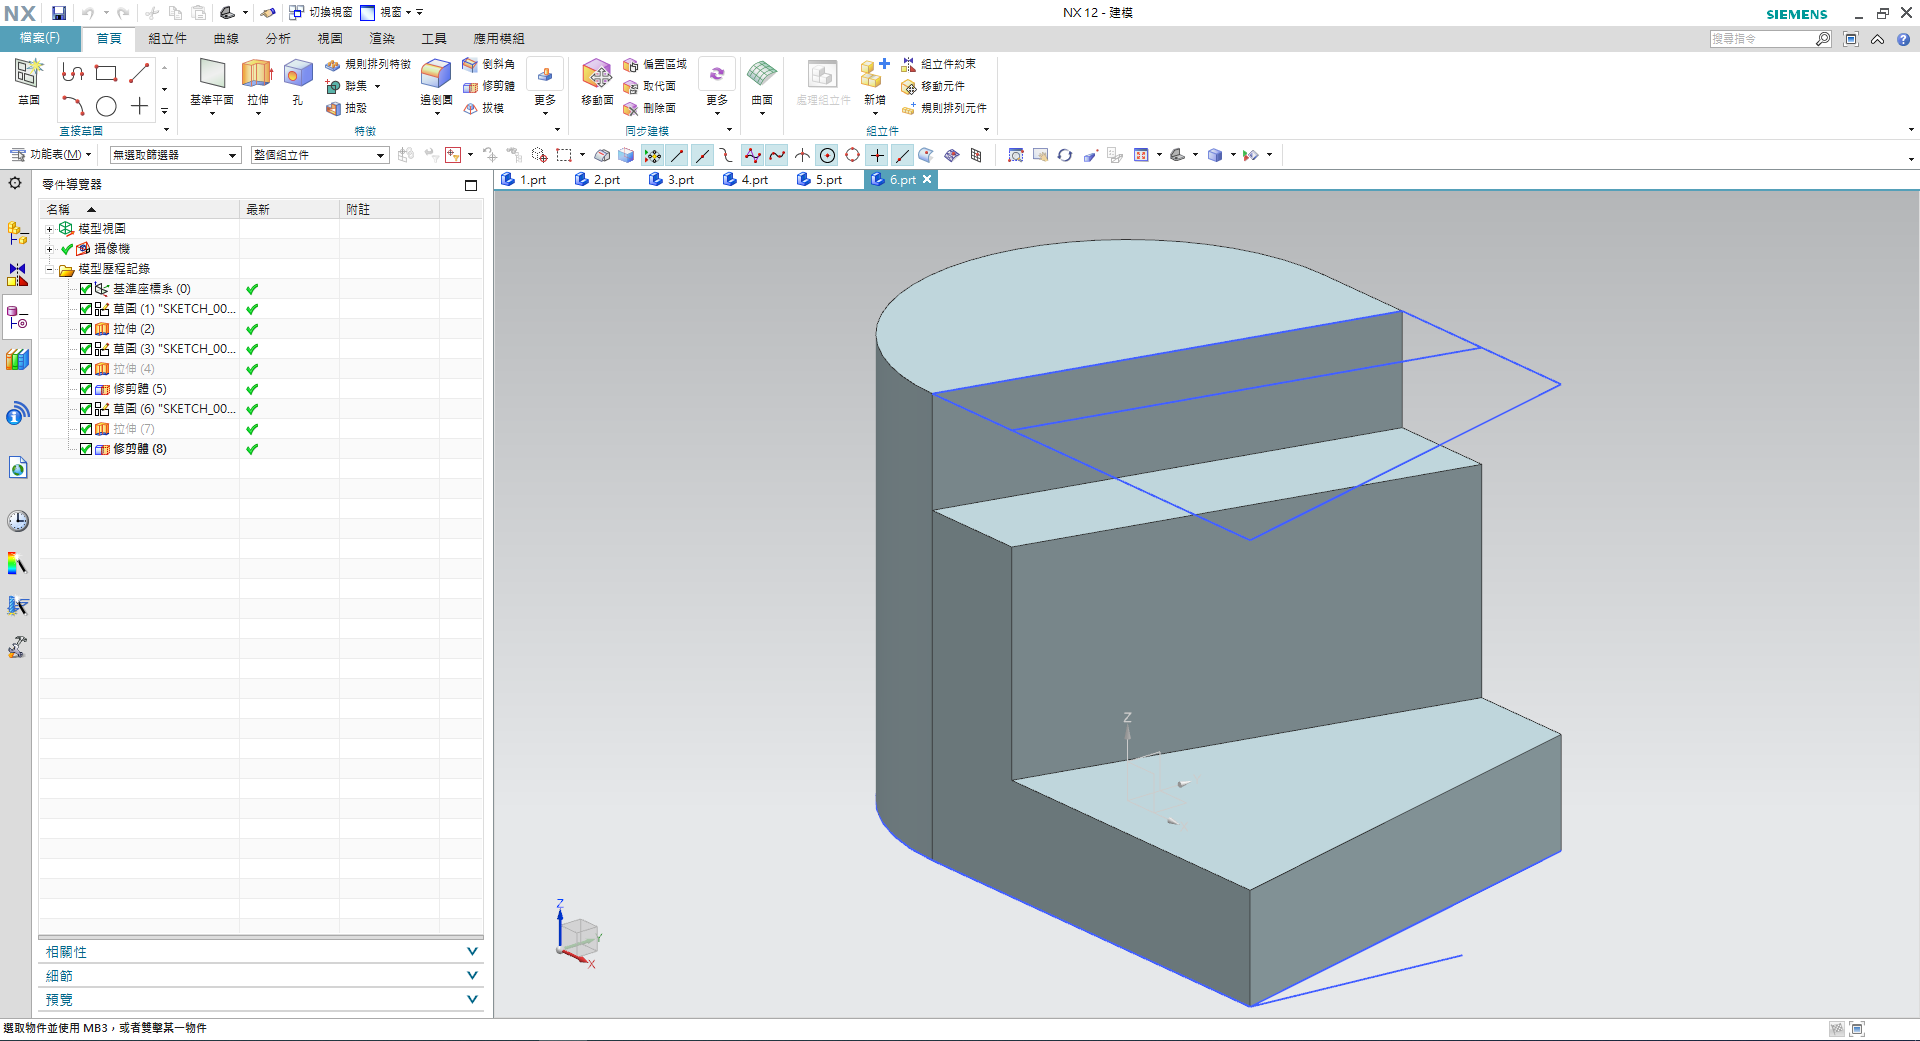 NX
切換視窗 視窗
NX 12 - 建模
SIEMENS
檔案(F) 首頁 組立件 曲線 分析 視圖 渲染 工具 應用模組
搜尋指令
草圖
直接草圖
基準平面 拉伸 孔
規則排列特徵
聯集
抽殼
邊倒圓
倒斜角
修剪體
拔模
更多
特徵
移動面
偏置區域
取代面
刪除面
更多
同步建模
曲面
處理組立件
新增
組立件約束
移動元件
規則排列元件
組立件
功能表(M) 無選取篩選器 整個組立件
零件導覽器
1.prt 2.prt 3.prt 4.prt 5.prt 6.prt
名稱 最新 附註
模型視圖
攝像機
模型歷程記錄
基準座標系 (0)
草圖 (1) "SKETCH_00...
拉伸 (2)
草圖 (3) "SKETCH_00...
拉伸 (4)
修剪體 (5)
草圖 (6) "SKETCH_00...
拉伸 (7)
修剪體 (8)
Z
Z
Y
X
相關性
細節
預覽
選取物件並使用 MB3，或者雙擊某一物件